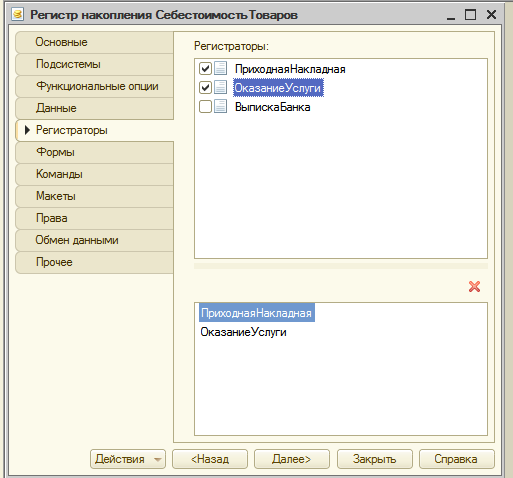 Регистр накопления СебестоимостьТоваров
Основные
Подсистемы
Функциональные опции
Данные
Регистраторы
Формы
Команды
Макеты
Права
Обмен данными
Прочее
Регистраторы:
ПриходнаяНакладная
ОказаниеУслуги
ВыпискаБанка
ПриходнаяНакладная
ОказаниеУслуги
Действия <Назад Далее> Закрыть Справка